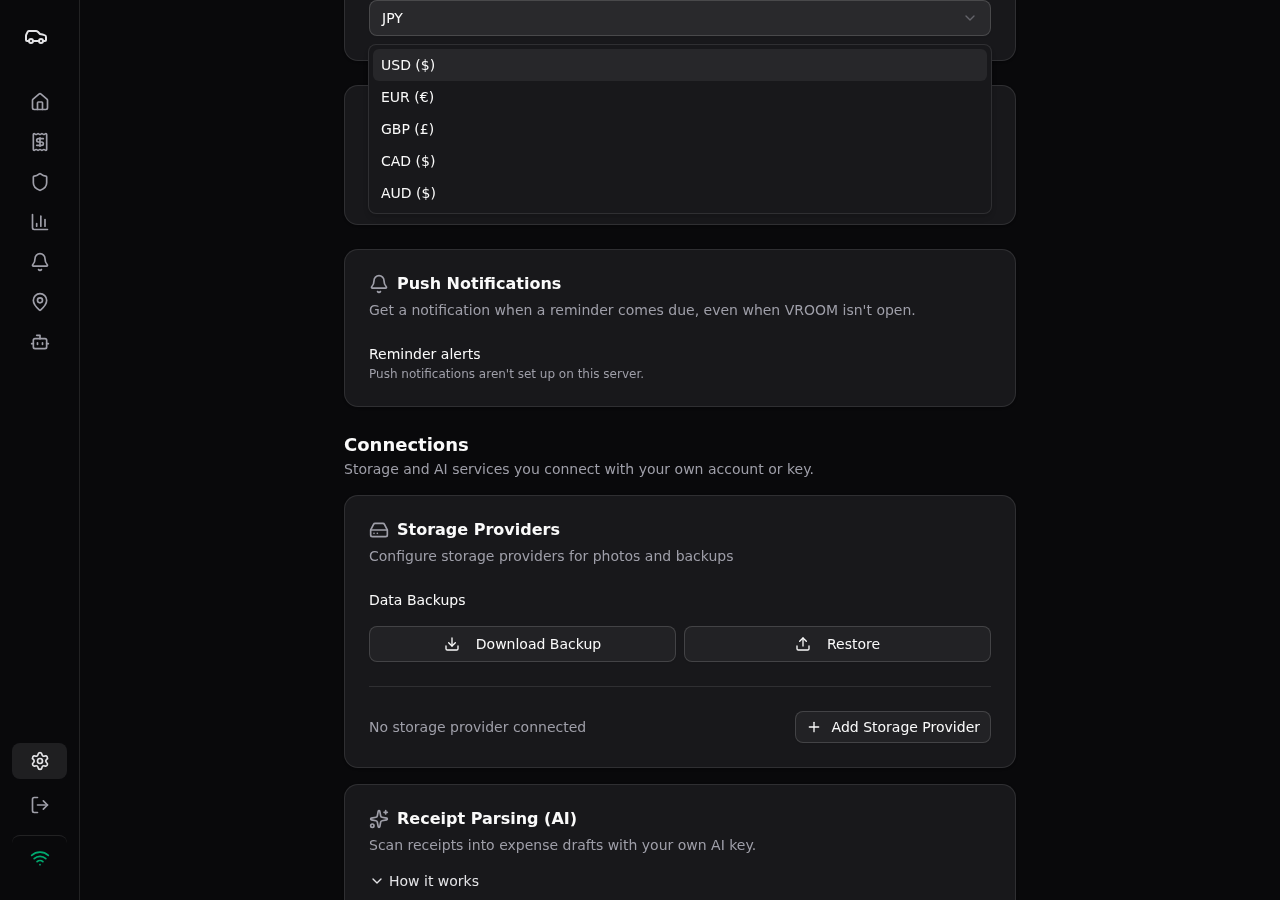 JPY
USD ($)
EUR (€)
GBP (£)
CAD ($)
AUD ($)
Push Notifications
Get a notification when a reminder comes due, even when VROOM isn't open.
Reminder alerts
Push notifications aren't set up on this server.
Connections
Storage and AI services you connect with your own account or key.
Storage Providers
Configure storage providers for photos and backups
Data Backups
Download Backup
Restore
No storage provider connected
Add Storage Provider
Receipt Parsing (AI)
Scan receipts into expense drafts with your own AI key.
How it works